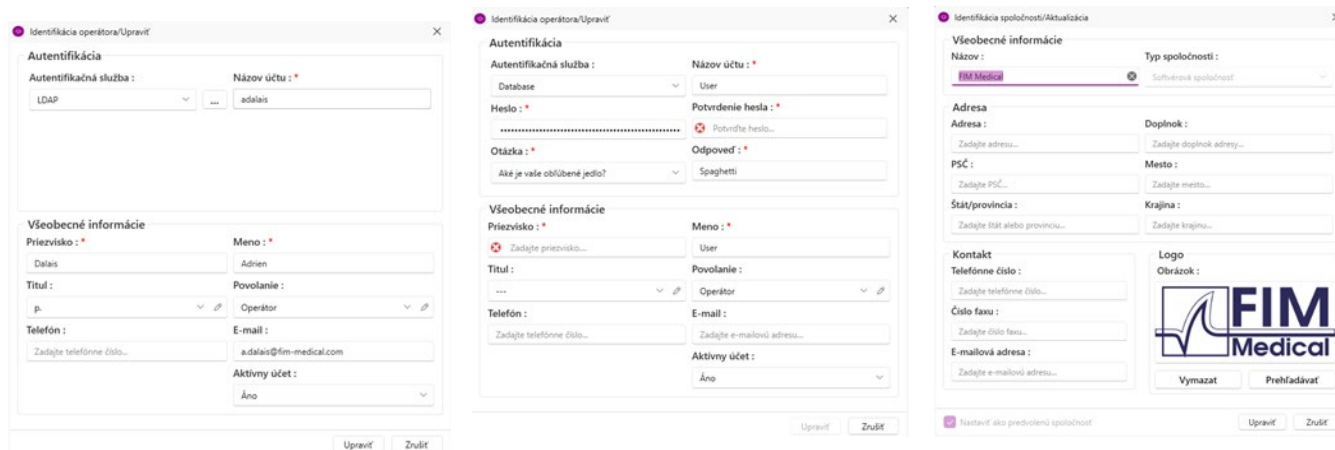 Identifikácia operátora/Upraviť
Autentifikácia
Autentifikačná služba :
Názov účtu : *
LDAP
...
adalais
Všeobecné informácie
Priezvisko : *
Meno : *
Dalais
Adrien
Titul :
Povolanie :
p.
Operátor
Telefón :
E-mail :
Zadajte telefónne číslo...
a.dalais@fim-medical.com
Aktívny účet :
Áno
Upraviť
Zrušiť
Identifikácia operátora/Upraviť
Autentifikácia
Autentifikačná služba :
Názov účtu : *
Database
User
Heslo : *
Potvrdenie hesla : *
Potvrďte heslo...
Otázka : *
Odpoveď : *
Aké je vaše obľúbené jedlo?
Spaghetti
Všeobecné informácie
Priezvisko : *
Meno : *
Zadajte priezvisko...
User
Titul :
Povolanie :
---
Operátor
Telefón :
E-mail :
Zadajte telefónne číslo...
Zadajte e-mailovú adresu...
Aktívny účet :
Áno
Upraviť
Zrušiť
Identifikácia spoločnosti/Aktualizácia
Všeobecné informácie
Názov :
Typ spoločnosti :
FIM Medical
Softvérová spoločnosť
Adresa
Adresa :
Doplnok :
Zadajte adresu...
Zadajte doplnok adresy...
PSČ :
Mesto :
Zadajte PSČ...
Zadajte mesto...
Štát/provincia :
Krajina :
Zadajte štát alebo provinciu...
Zadajte krajinu...
Kontakt
Telefónne číslo :
Zadajte telefónne číslo...
Číslo faxu :
Zadajte číslo faxu...
E-mailová adresa :
Zadajte e-mailovú adresu...
Logo
Obrázok :
FIM
Medical
Vymazat
Prehľadávať
Nastaviť ako predvolenú spoločnosť
Upraviť
Zrušiť